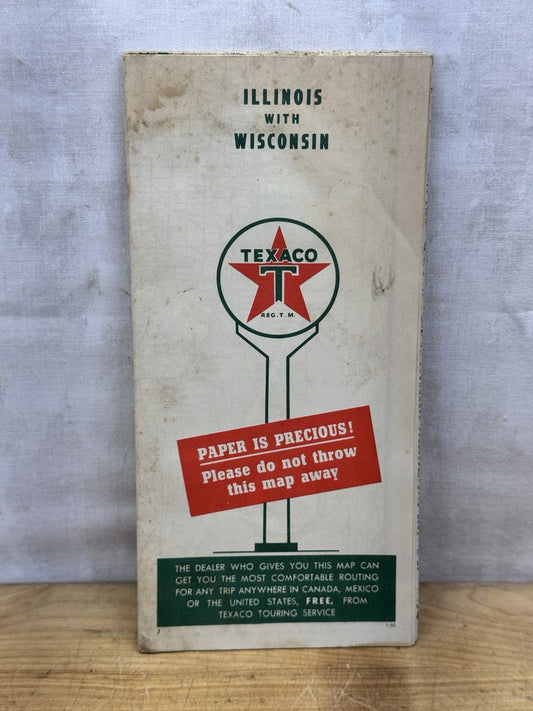 ILLINOIS
WITH
WISCONSIN
TEXACO
T
REG. T. M.
PAPER IS PRECIOUS!
Please do not throw
this map away
THE DEALER WHO GIVES YOU THIS MAP CAN
GET YOU THE MOST COMFORTABLE ROUTING
FOR ANY TRIP ANYWHERE IN CANADA, MEXICO
OR THE UNITED STATES, FREE, FROM
TEXACO TOURING SERVICE